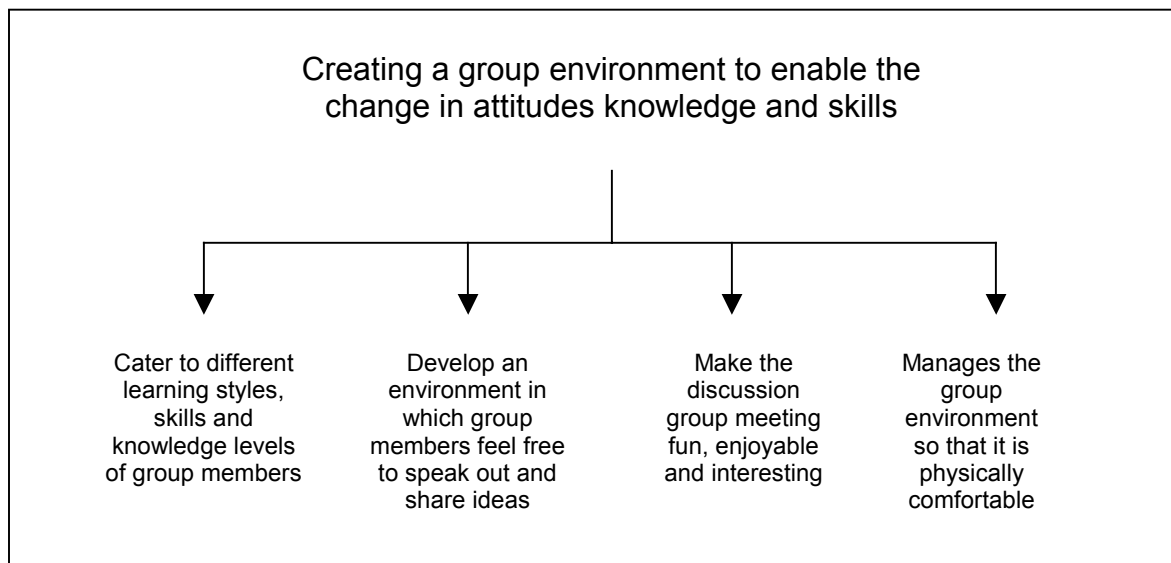 Creating a group environment to enable the
change in attitudes knowledge and skills
Cater to different
learning styles,
skills and
knowledge levels
of group members
Develop an
environment in
which group
members feel free
to speak out and
share ideas
Make the
discussion
group meeting
fun, enjoyable
and interesting
Manages the
group
environment
so that it is
physically
comfortable